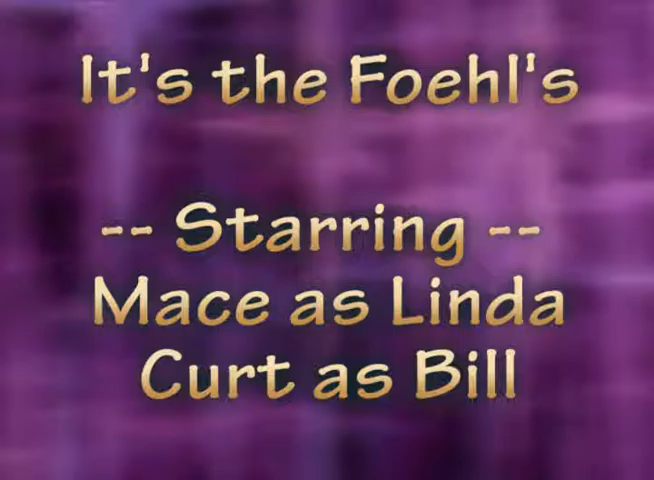 It's the Foehl's
-- Starring --
Mace as Linda
Curt as Bill